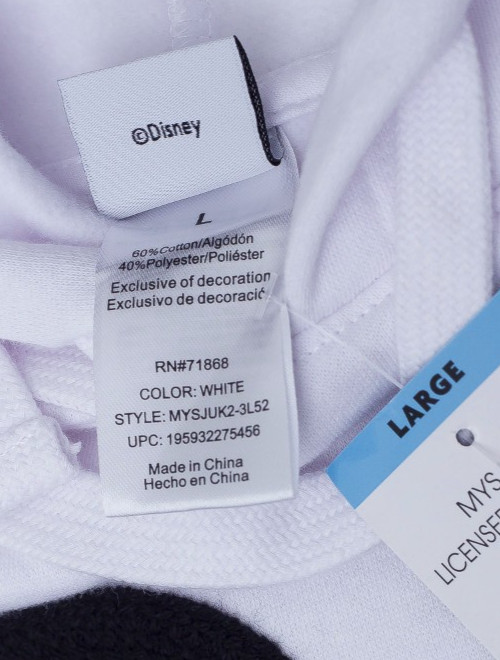 ©Disney
L
60%Cotton/Algódón
40%Polyester/Poliéster
Exclusive of decoration
Exclusivo de decoració
RN#71868
COLOR: WHITE
STYLE: MYSJUK2-3L52
UPC: 195932275456
Made in China
Hecho en China
LARGE
MYS
LICENSE